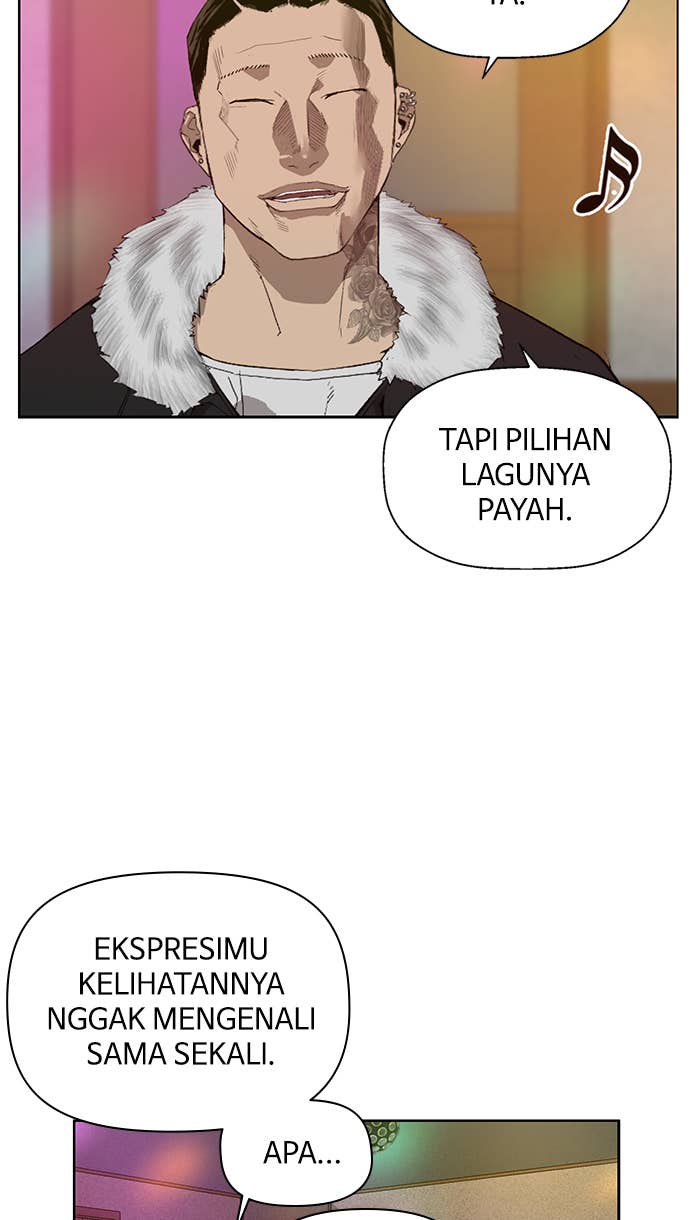 TAPI PILIHAN
LAGUNYA
PAYAH.
EKSPRESIMU
KELIHATANNYA
NGGAK MENGENALI
SAMA SEKALI.
APA...